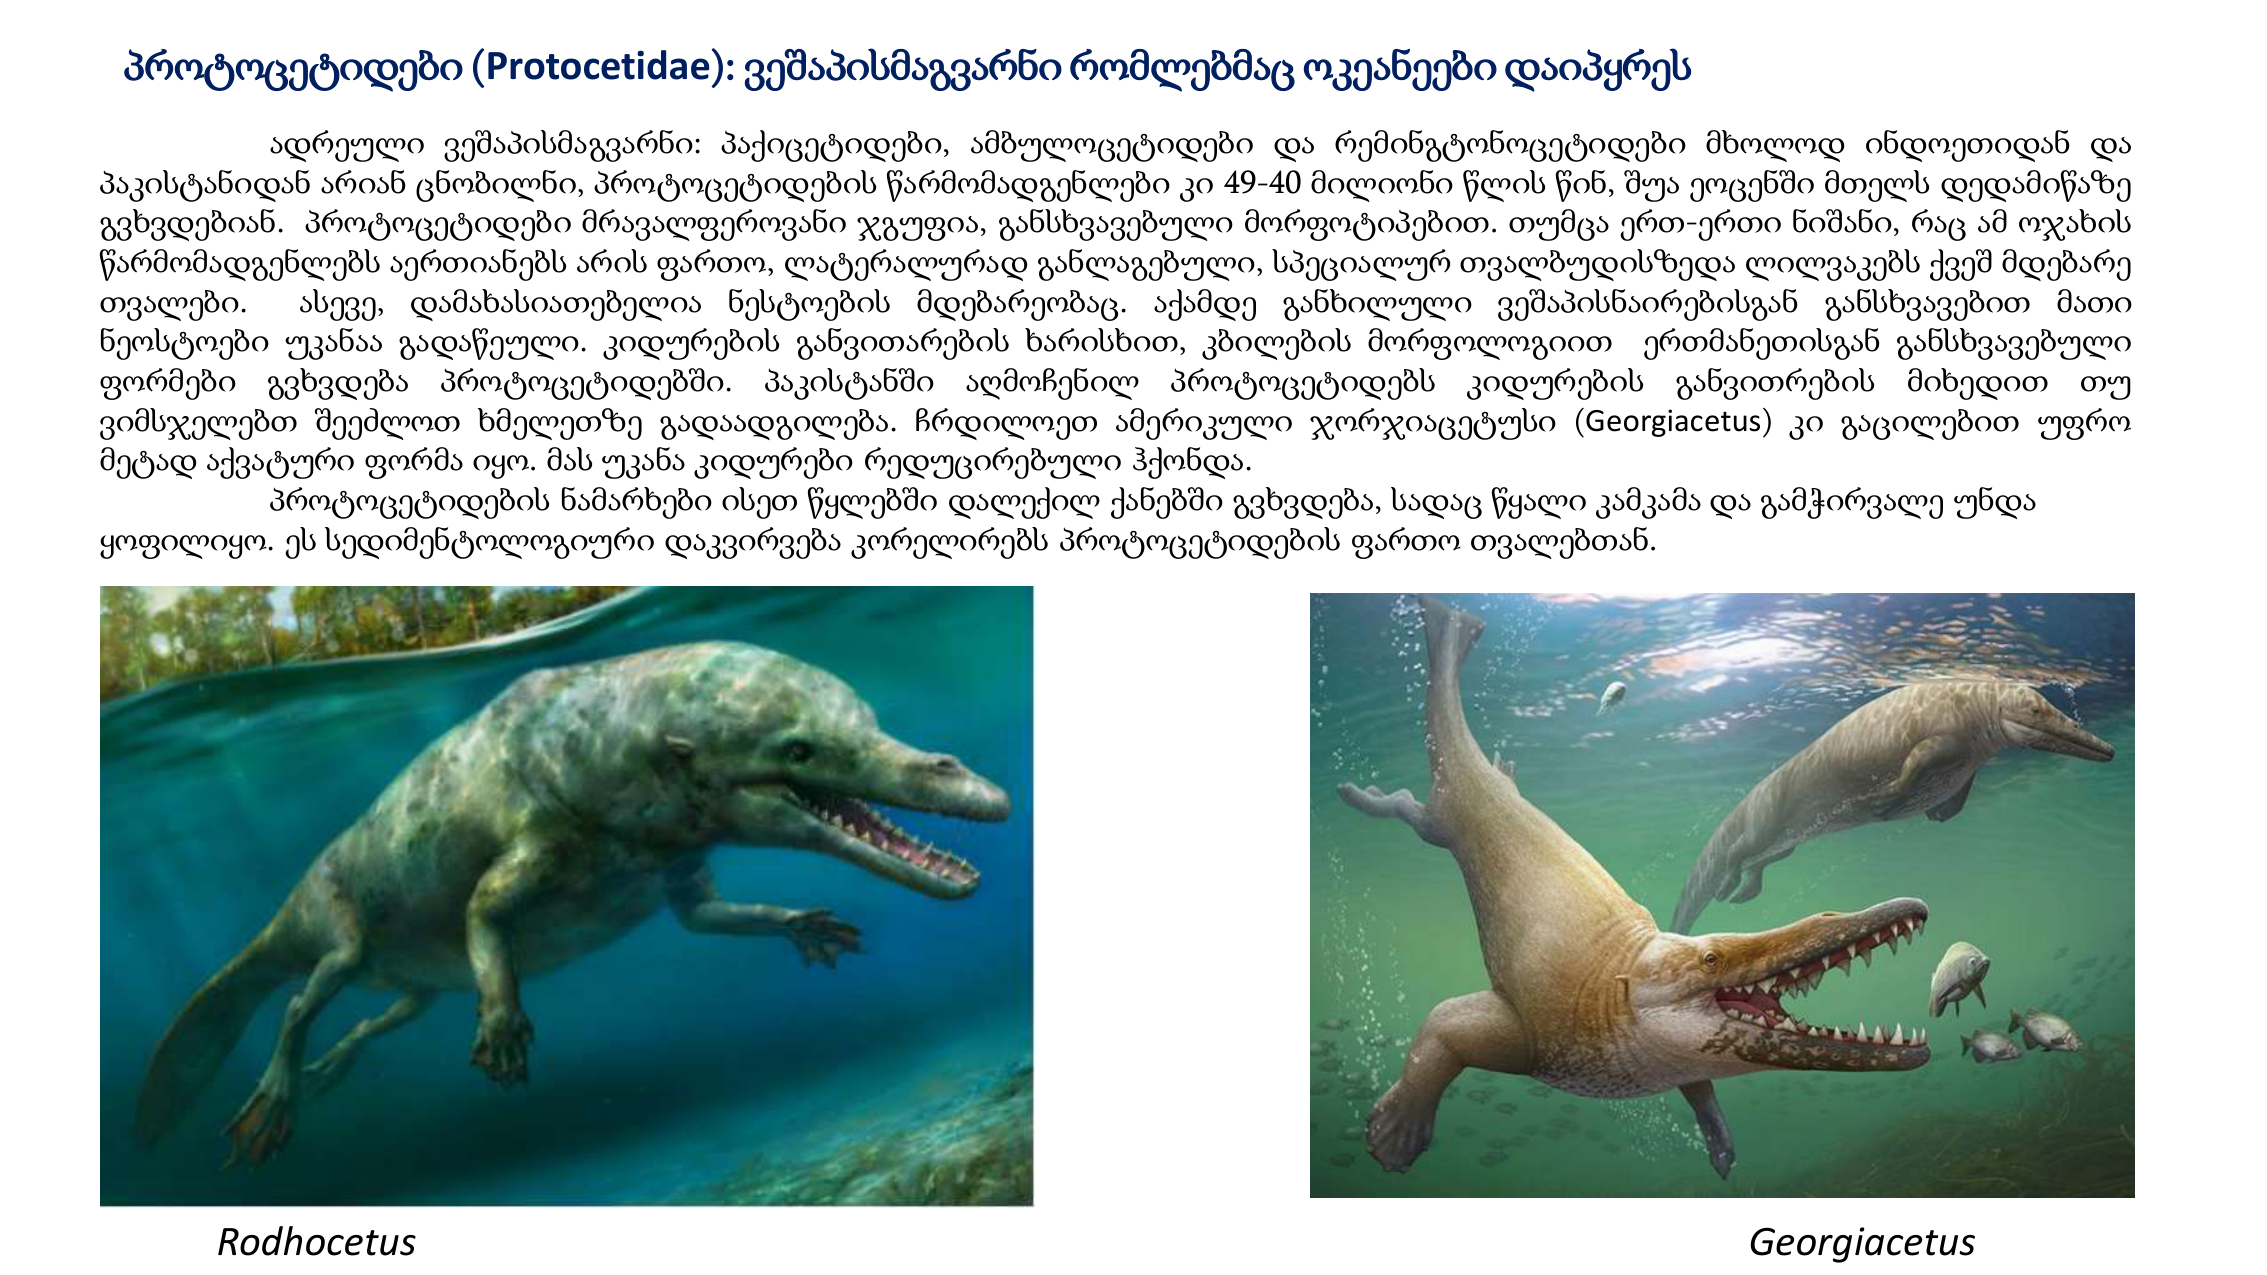 პროტოცეტიდები (Protocetidae): ვეშაპისმაგვარნი რომლებმაც ოკეანეები დაიპყრეს
ადრეული ვეშაპისმაგვარნი: პაქიცეტიდები, ამბულოცეტიდები და რემინგტონოცეტიდები მხოლოდ ინდოეთიდან და
პაკისტანიდან არიან ცნობილნი, პროტოცეტიდების წარმომადგენლები კი 49-40 მილიონი წლის წინ, შუა ეოცენში მთელს დედამიწაზე
გვხვდებიან. პროტოცეტიდები მრავალფეროვანი ჯგუფია, განსხვავებული მორფოტიპებით. თუმცა ერთ-ერთი ნიშანი, რაც ამ ოჯახის
წარმომადგენლებს აერთიანებს არის ფართო, ლატერალურად განლაგებული, სპეციალურ თვალბუდისზედა ლილვაკებს ქვეშ მდებარე
თვალები. ასევე, დამახასიათებელია ნესტოების მდებარეობაც. აქამდე განხილული ვეშაპისნაირებისგან განსხვავებით მათი
ნეოსტოები უკანაა გადაწეული. კიდურების განვითარების ხარისხით, კბილების მორფოლოგიით ერთმანეთისგან განსხვავებული
ფორმები გვხვდება პროტოცეტიდებში. პაკისტანში აღმოჩენილ პროტოცეტიდებს კიდურების განვითრების მიხედით თუ
ვიმსჯელებთ შეეძლოთ ხმელეთზე გადაადგილება. ჩრდილოეთ ამერიკული ჯორჯიაცეტუსი (Georgiacetus) კი გაცილებით უფრო
მეტად აქვატური ფორმა იყო. მას უკანა კიდურები რედუცირებული ჰქონდა.
პროტოცეტიდების ნამარხები ისეთ წყლებში დალექილ ქანებში გვხვდება, სადაც წყალი კამკამა და გამჭირვალე უნდა
ყოფილიყო. ეს სედიმენტოლოგიური დაკვირვება კორელირებს პროტოცეტიდების ფართო თვალებთან.
Rodhocetus
Georgiacetus